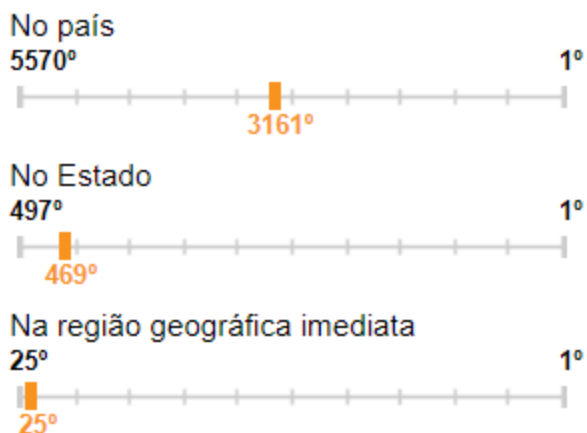 No país
5570º 1º
3161º
No Estado
497º 1º
469º
Na região geográfica imediata
25º 1º
25º